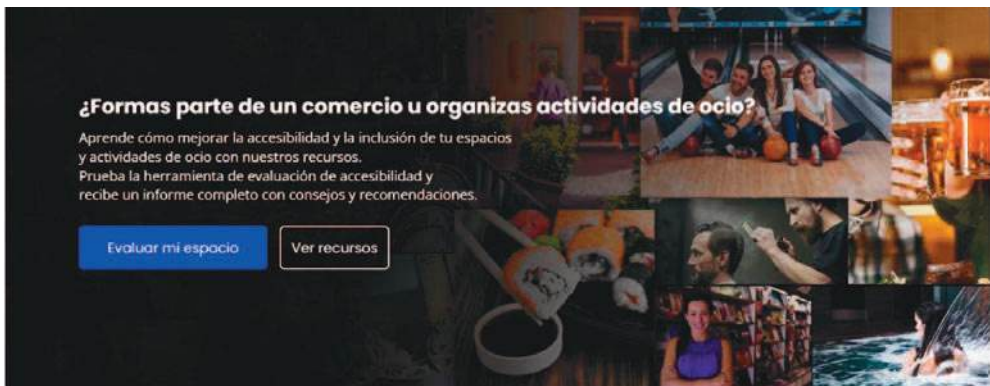 ¿Formas parte de un comercio u organizas actividades de ocio?
Aprende cómo mejorar la accesibilidad y la inclusión de tu espacios
y actividades de ocio con nuestros recursos.
Prueba la herramienta de evaluación de accesibilidad y
recibe un informe completo con consejos y recomendaciones.
Evaluar mi espacio
Ver recursos